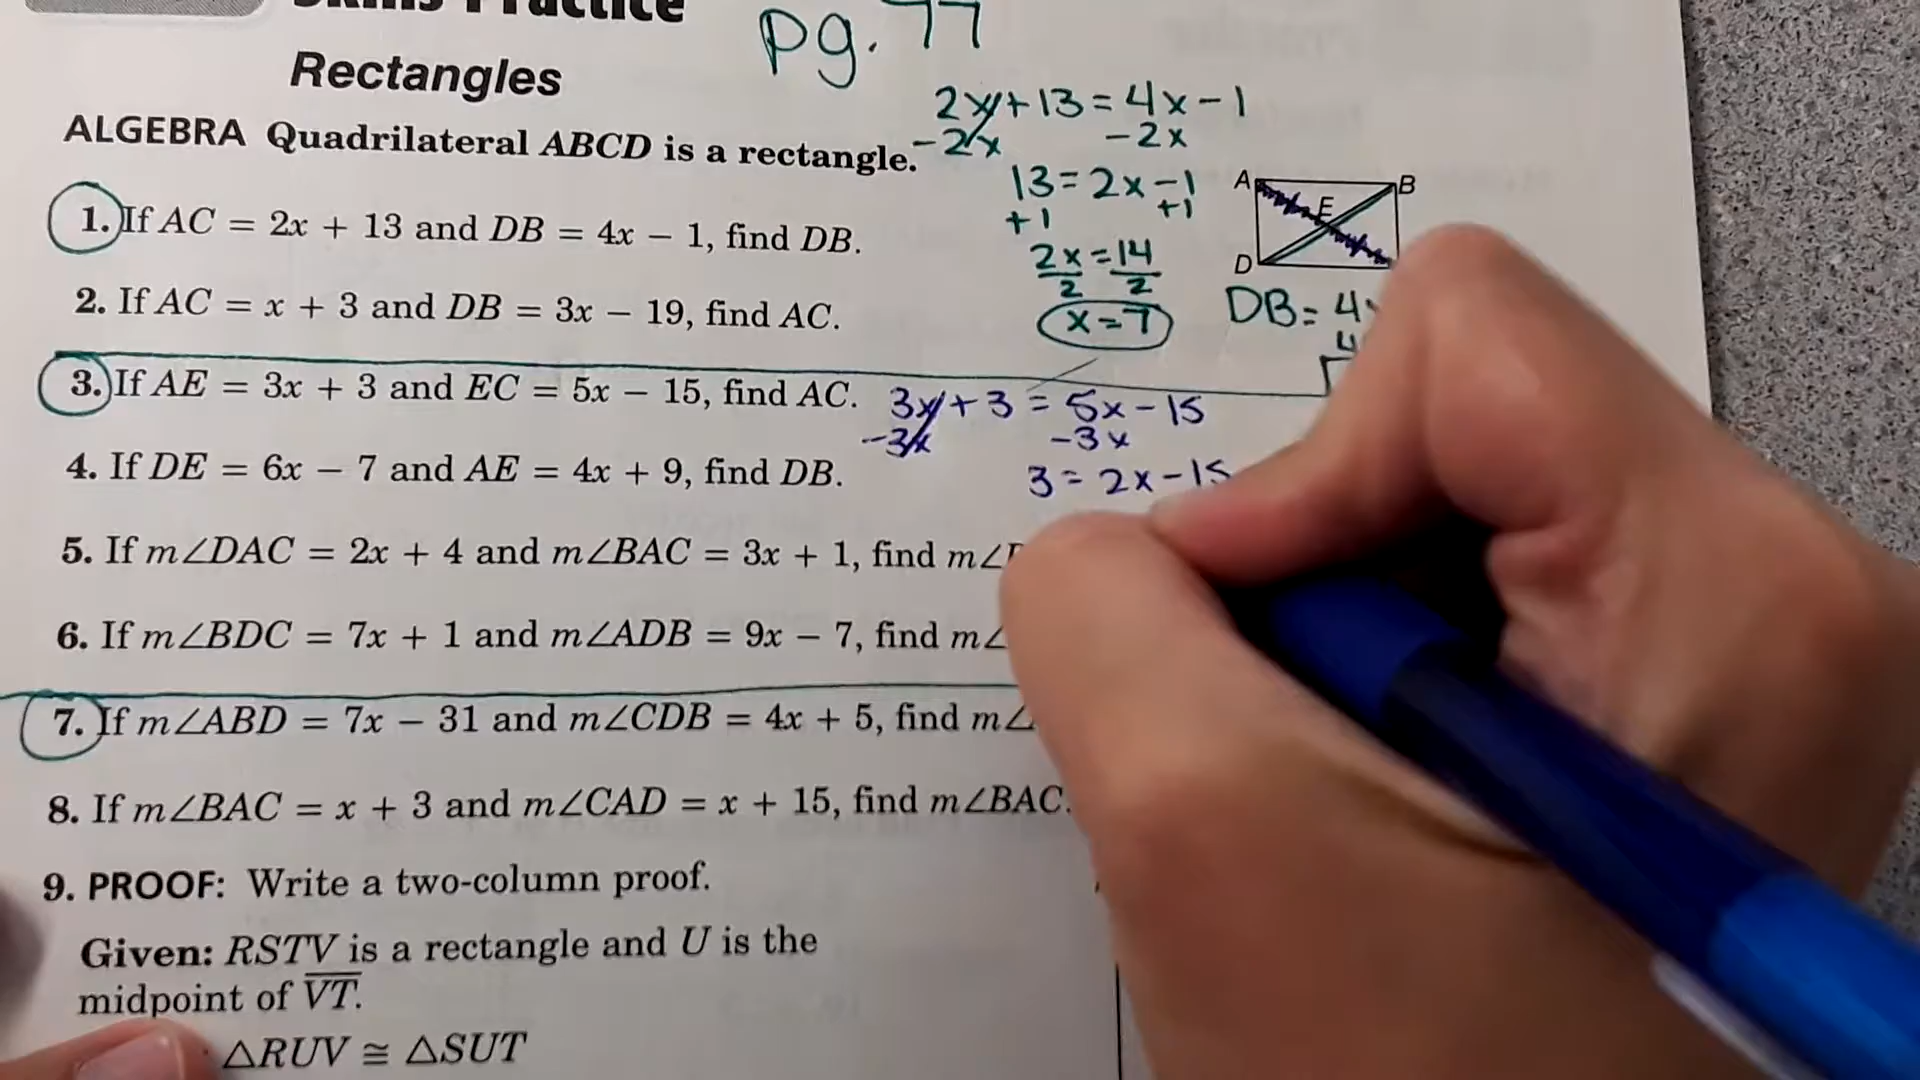 Skills Practice
pg. 77
Rectangles
ALGEBRA Quadrilateral ABCD is a rectangle.
1. If AC = 2x + 13 and DB = 4x − 1, find DB.
2. If AC = x + 3 and DB = 3x − 19, find AC.
3. If AE = 3x + 3 and EC = 5x − 15, find AC.
4. If DE = 6x − 7 and AE = 4x + 9, find DB.
5. If m∠DAC = 2x + 4 and m∠BAC = 3x + 1, find m∠
6. If m∠BDC = 7x + 1 and m∠ADB = 9x − 7, find m∠
7. If m∠ABD = 7x − 31 and m∠CDB = 4x + 5, find m∠
8. If m∠BAC = x + 3 and m∠CAD = x + 15, find m∠BAC.
9. PROOF: Write a two-column proof.
Given: RSTV is a rectangle and U is the
midpoint of V̅T̅.
△RUV ≅ △SUT
2x+13=4x-1
-2x -2x
13=2x-1
+1 +1
2x=14
2 2
x=7
A B
E
D
DB=4
4
3x+3=5x-15
-3x -3x
3=2x-15